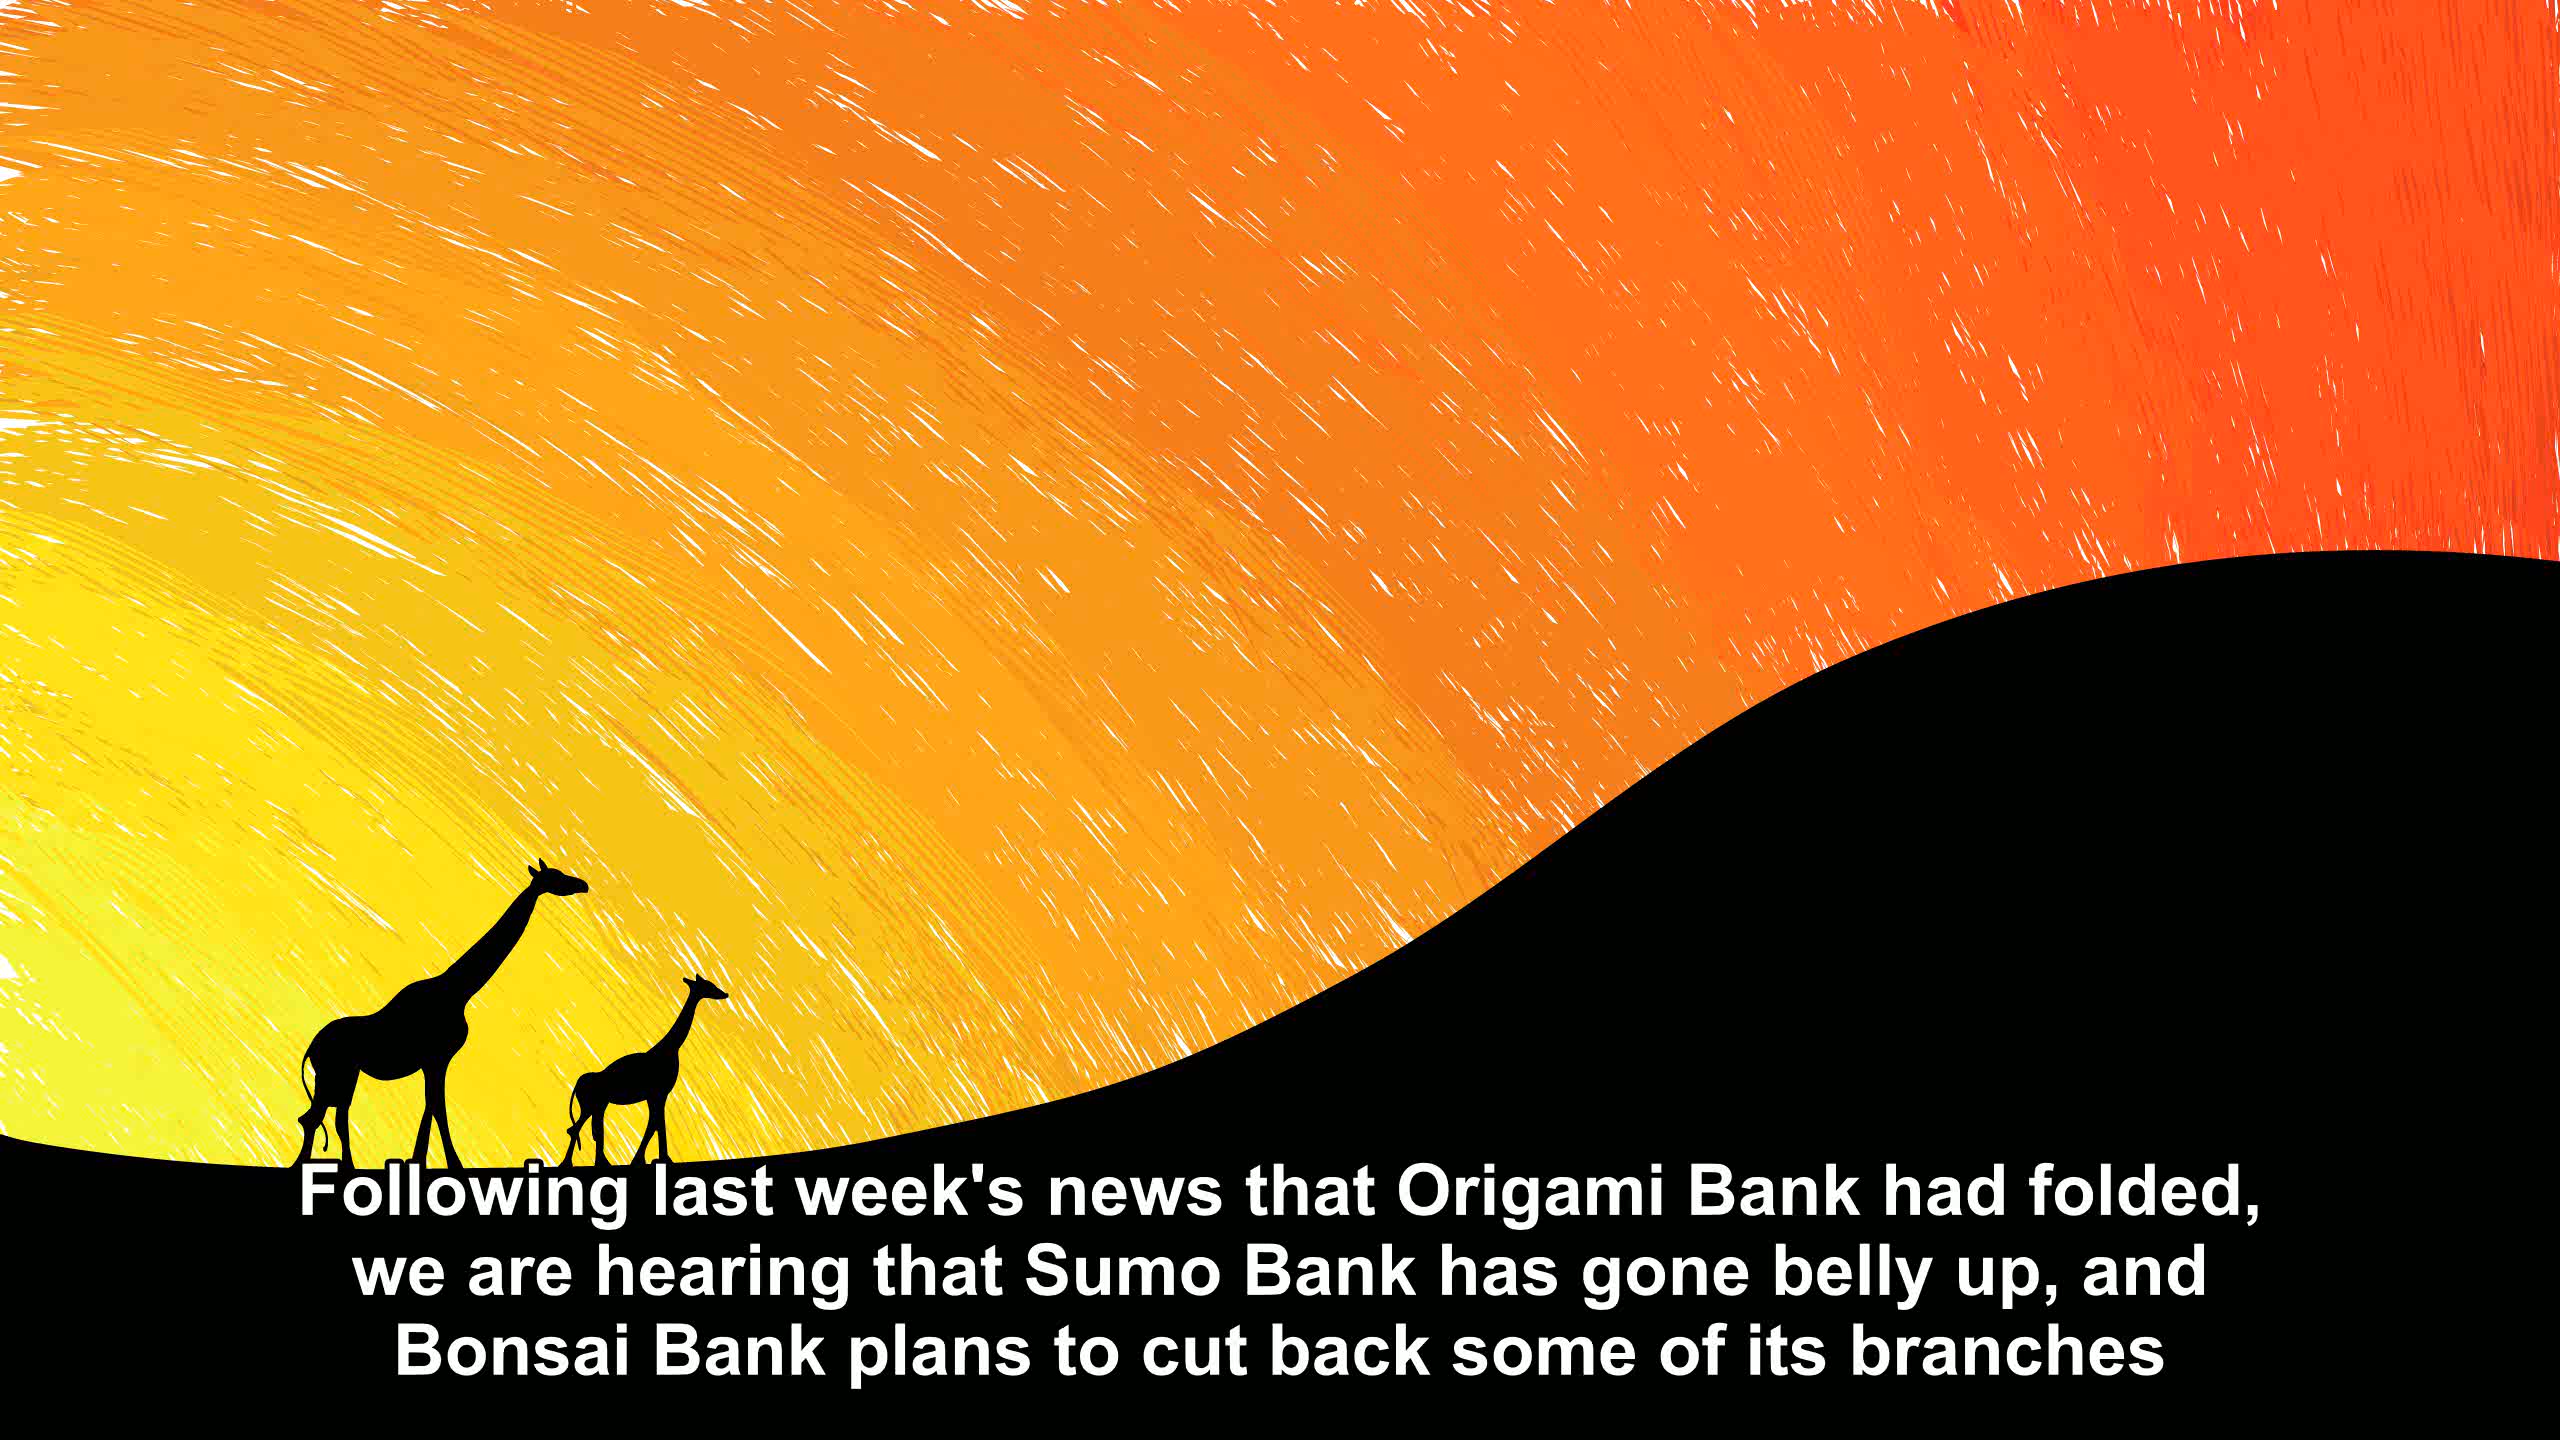 Following last week's news that Origami Bank had folded,
we are hearing that Sumo Bank has gone belly up, and
Bonsai Bank plans to cut back some of its branches